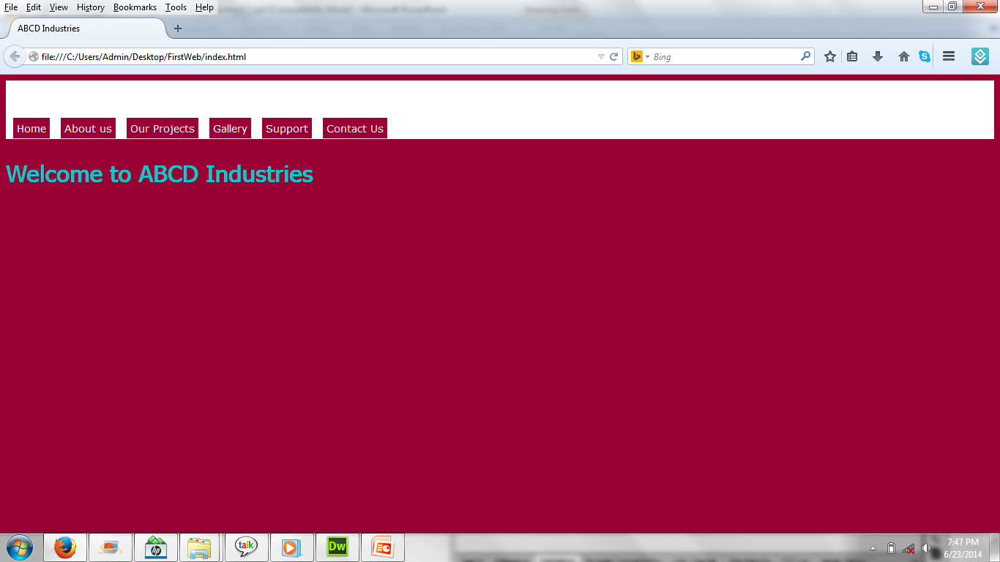 File Edit View History Bookmarks Tools Help
ABCD Industries
file:///C:/Users/Admin/Desktop/FirstWeb/index.html Bing
Home About us Our Projects Gallery Support Contact Us
Welcome to ABCD Industries
hp talk Dw P
7:47 PM
6/23/2014